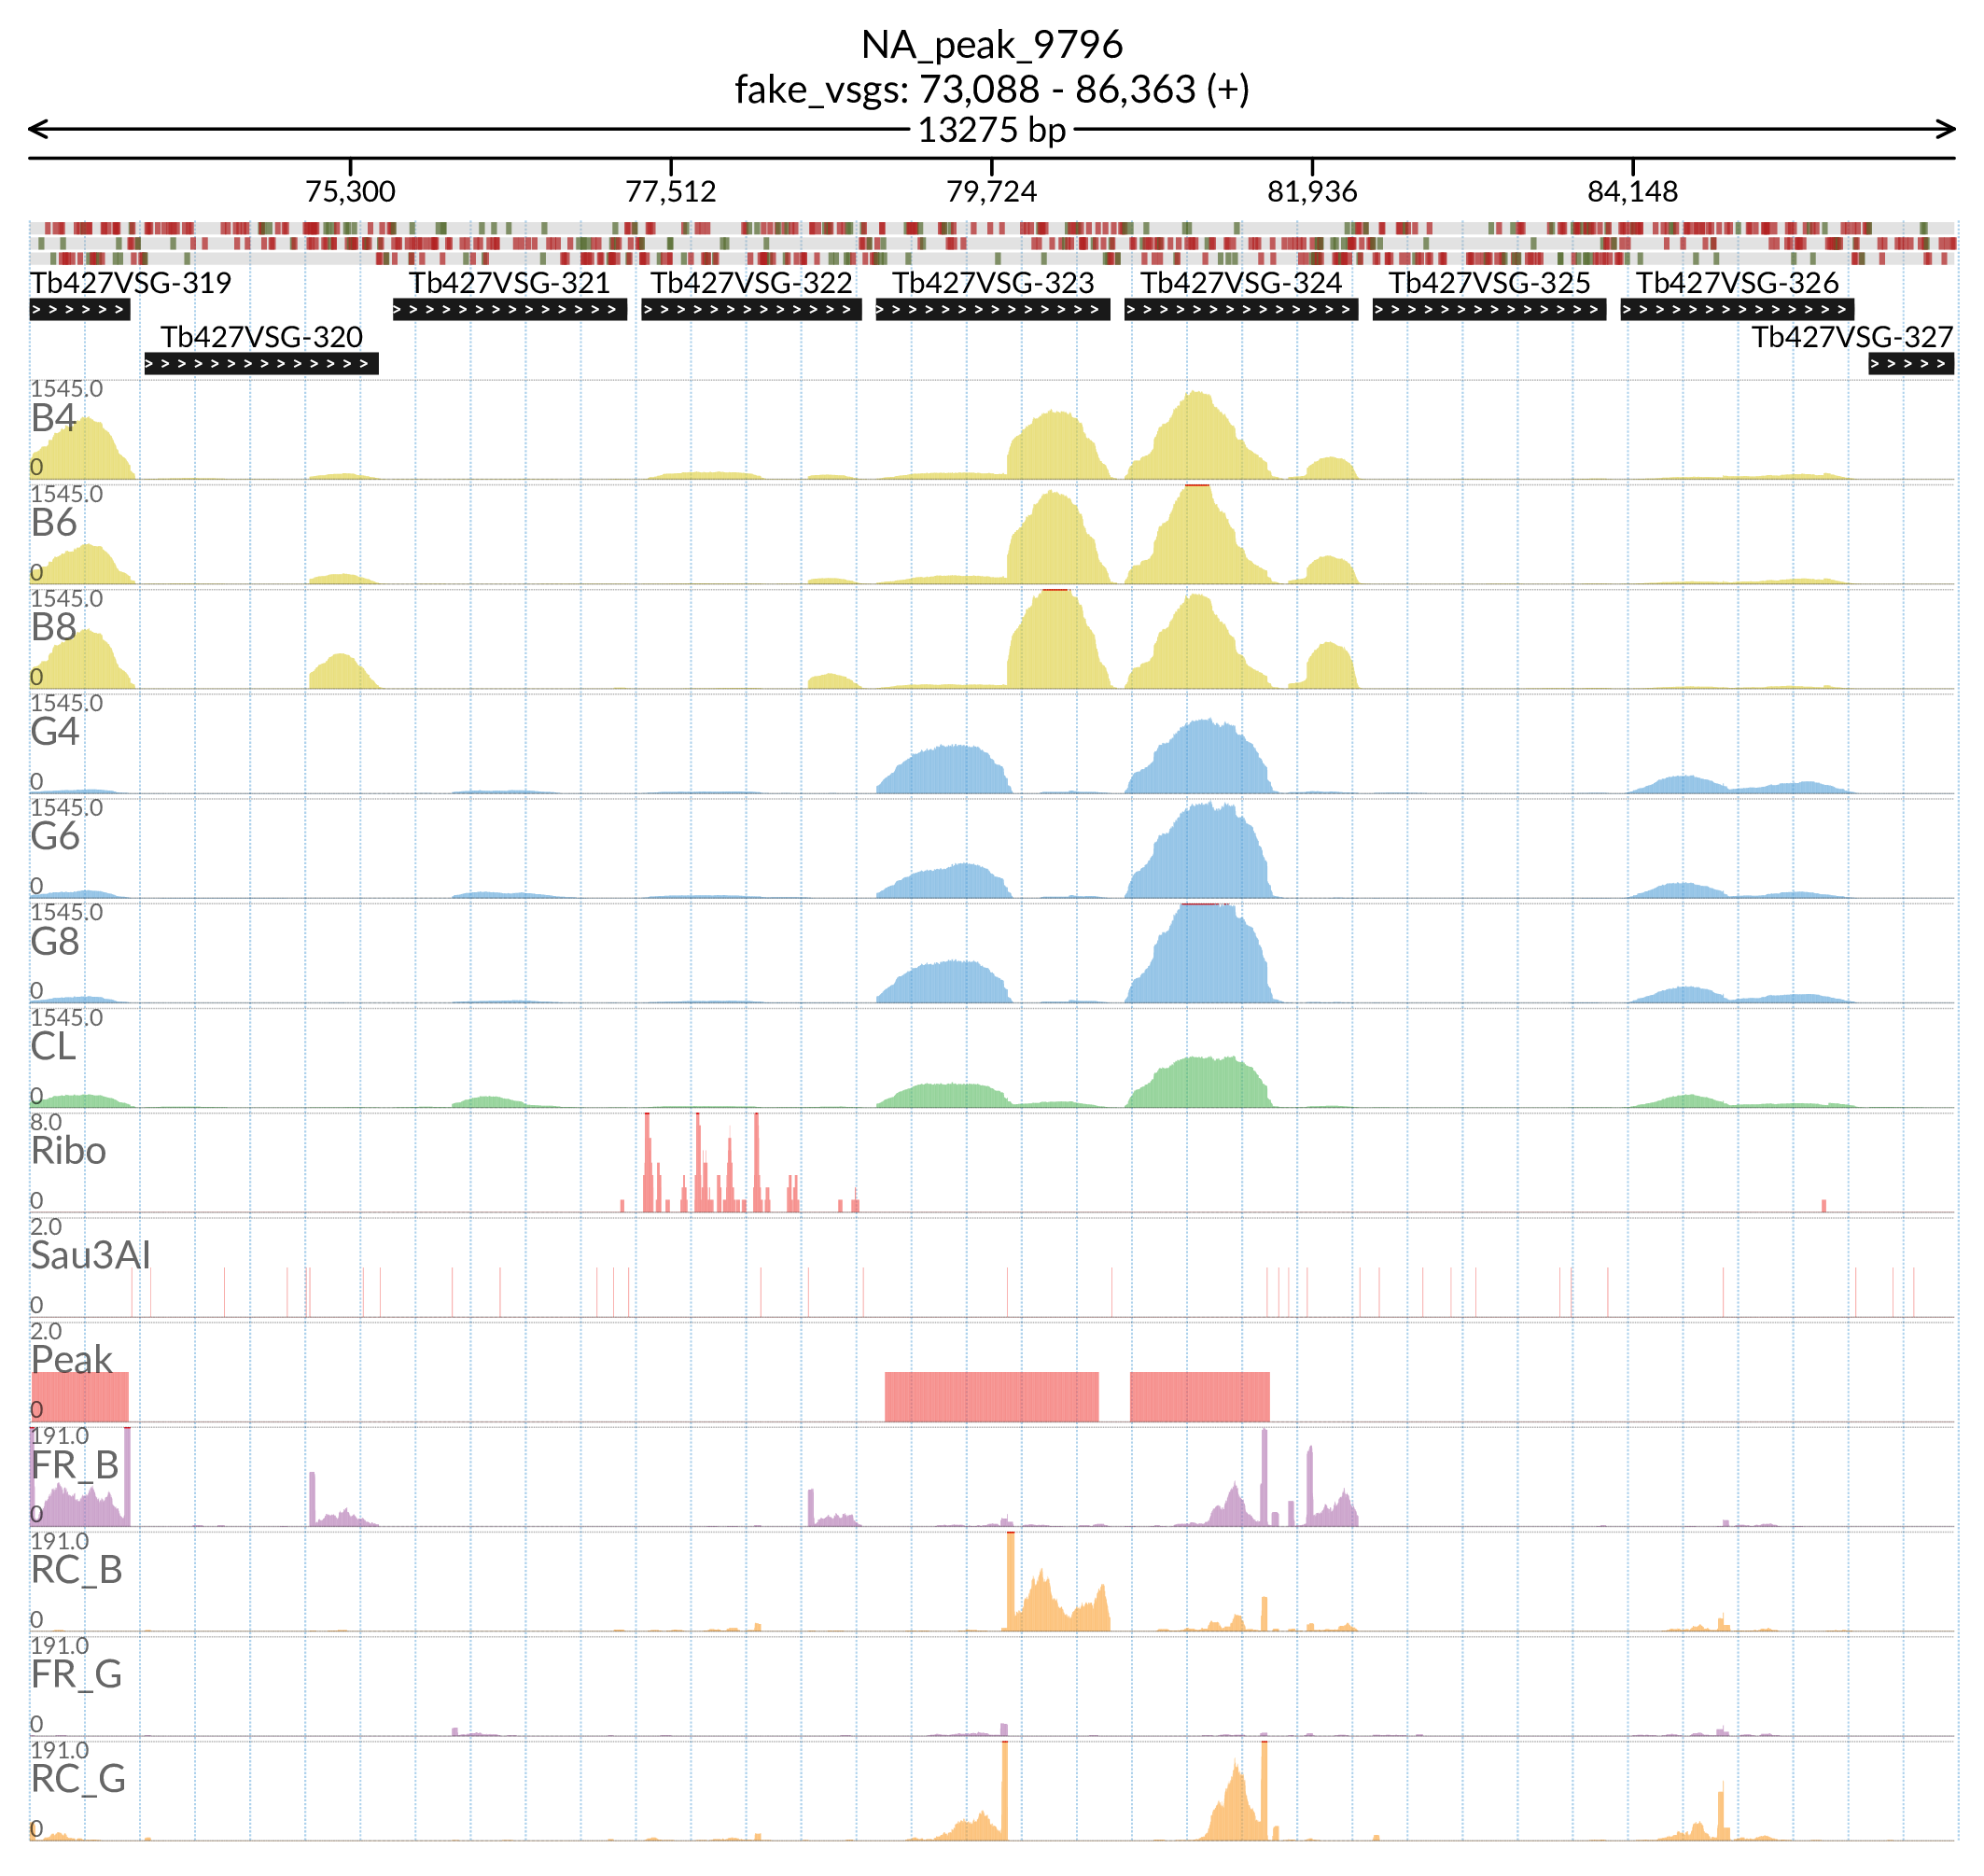 NA_peak_9796
fake_vsgs: 73,088 - 86,363 (+)
13275 bp
75,300 77,512 79,724 81,936 84,148
Tb427VSG-319 Tb427VSG-321 Tb427VSG-322 Tb427VSG-323 Tb427VSG-324 Tb427VSG-325 Tb427VSG-326
Tb427VSG-320 Tb427VSG-327
1545.0
B4
0
1545.0
B6
0
1545.0
B8
0
1545.0
G4
0
1545.0
G6
0
1545.0
G8
0
1545.0
CL
0
8.0
Ribo
0
2.0
Sau3AI
0
2.0
Peak
0
191.0
FR_B
0
191.0
RC_B
0
191.0
FR_G
0
191.0
RC_G
0